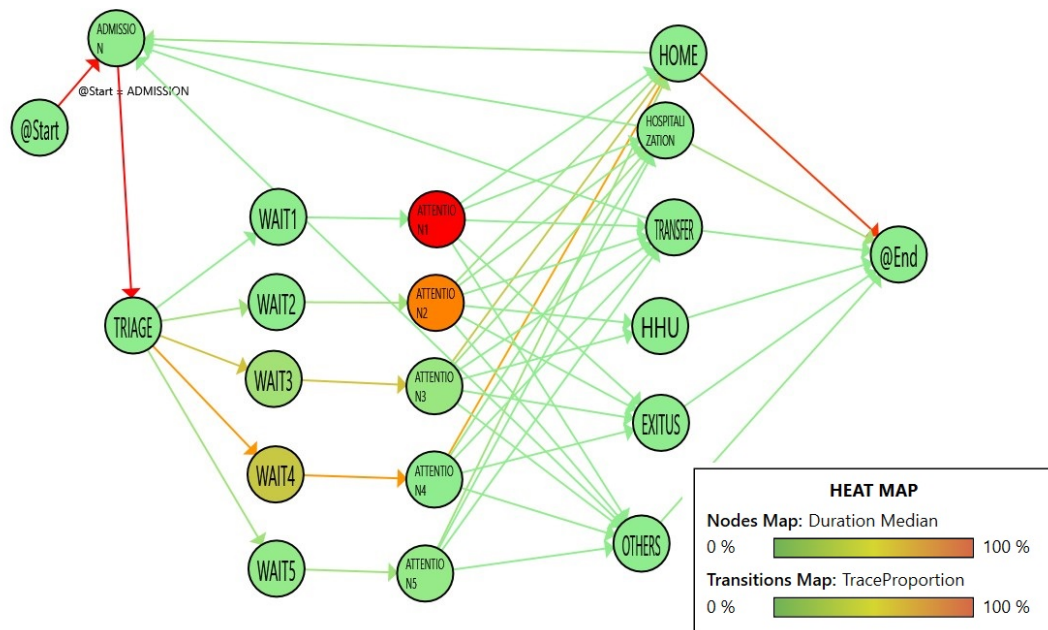 ADMISSIO
N
HOME
@Start = ADMISSION
@Start
HOSPITALI
ZATION
WAIT1
ATTENTIO
N1
TRANSFER
@End
WAIT2
ATTENTIO
N2
TRIAGE
HHU
WAIT3
ATTENTIO
N3
EXITUS
WAIT4
ATTENTIO
N4
OTHERS
WAIT5
ATTENTIO
N5
HEAT MAP
Nodes Map: Duration Median
0 % 100 %
Transitions Map: TraceProportion
0 % 100 %